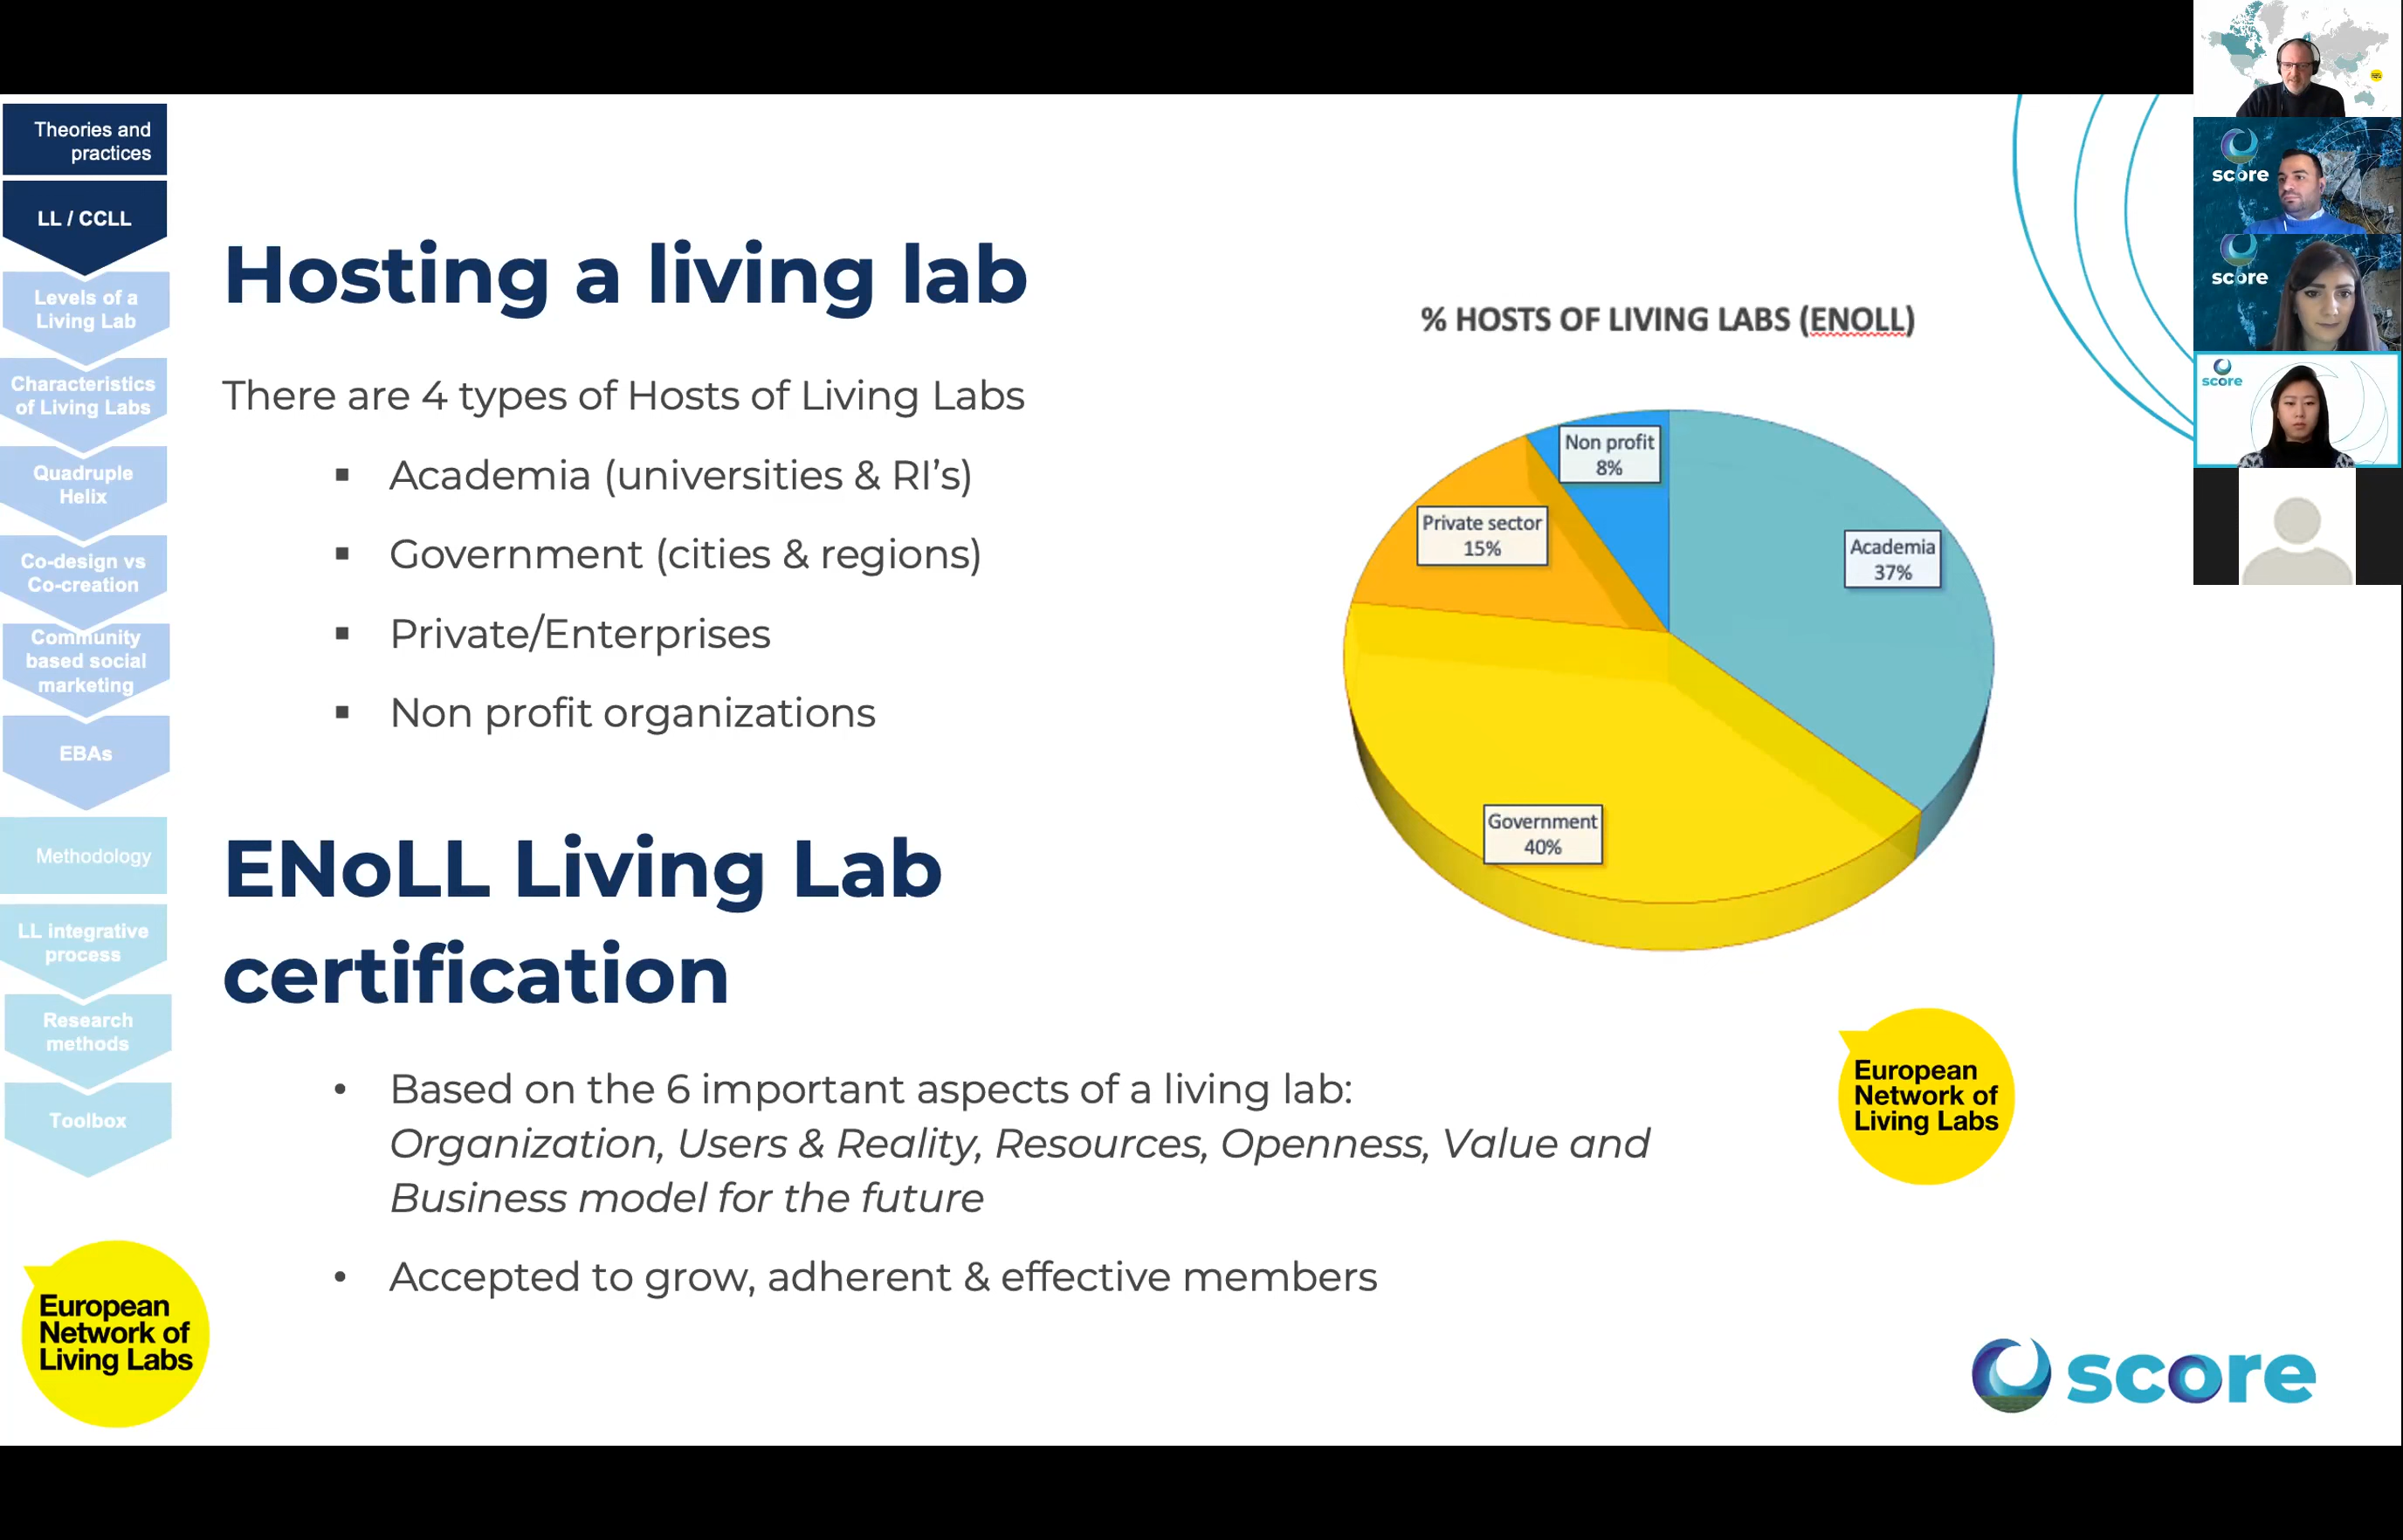 Theories and
practices
LL / CCLL
Levels of a
Living Lab
Characteristics
of Living Labs
Quadruple
Helix
Co-design vs
Co-creation
Community
based social
marketing
EBAs
Methodology
LL integrative
process
Research
methods
Toolbox
European
Network of
Living Labs
Hosting a living lab
There are 4 types of Hosts of Living Labs
▪ Academia (universities & RI's)
▪ Government (cities & regions)
▪ Private/Enterprises
▪ Non profit organizations
ENoLL Living Lab
certification
• Based on the 6 important aspects of a living lab:
Organization, Users & Reality, Resources, Openness, Value and
Business model for the future
• Accepted to grow, adherent & effective members
% HOSTS OF LIVING LABS (ENOLL)
Non profit
8%
Private sector
15%
Academia
37%
Government
40%
European
Network of
Living Labs
score
score
score
score